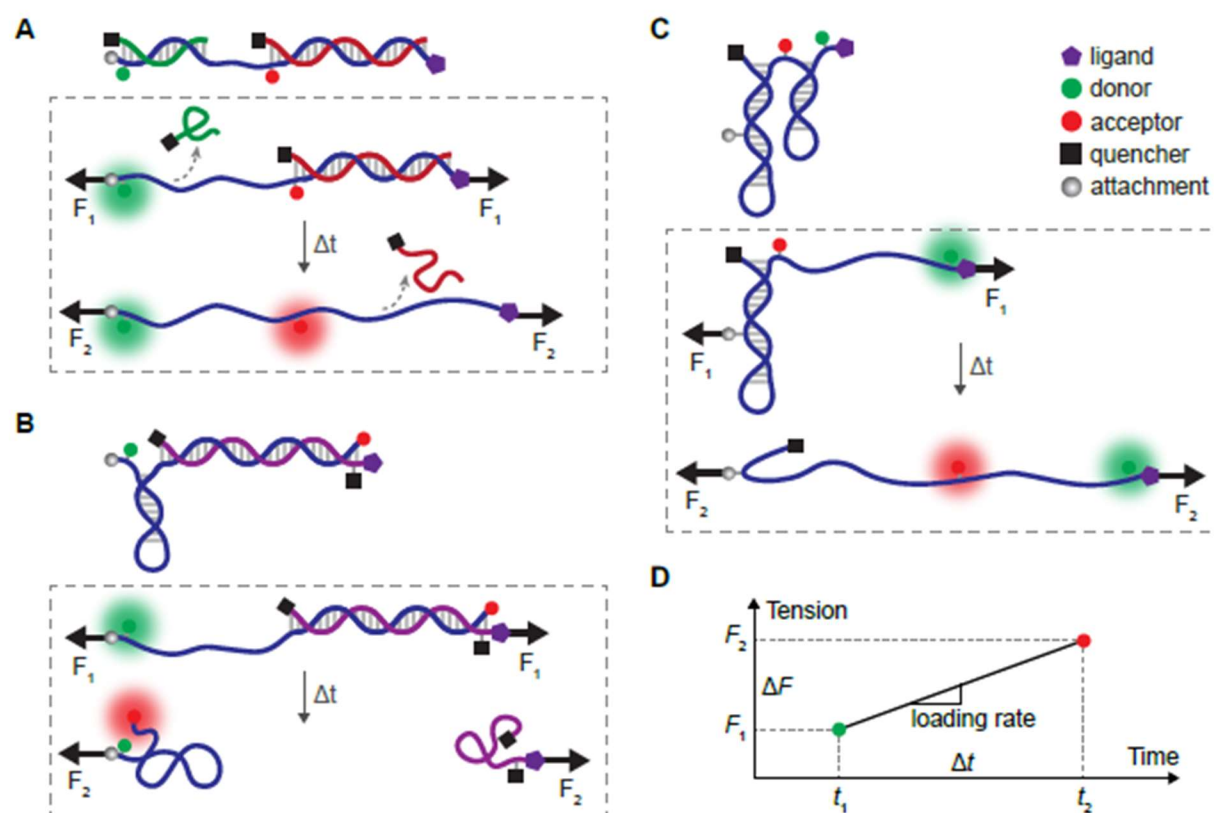 A
F₁
F₁
Δt
F₂
F₂
B
F₁
F₁
Δt
F₂
F₂
C
ligand
donor
acceptor
quencher
attachment
F₁
F₁
Δt
F₂
F₂
D
Tension
F₂
ΔF
loading rate
F₁
Time
Δt
t₁
t₂